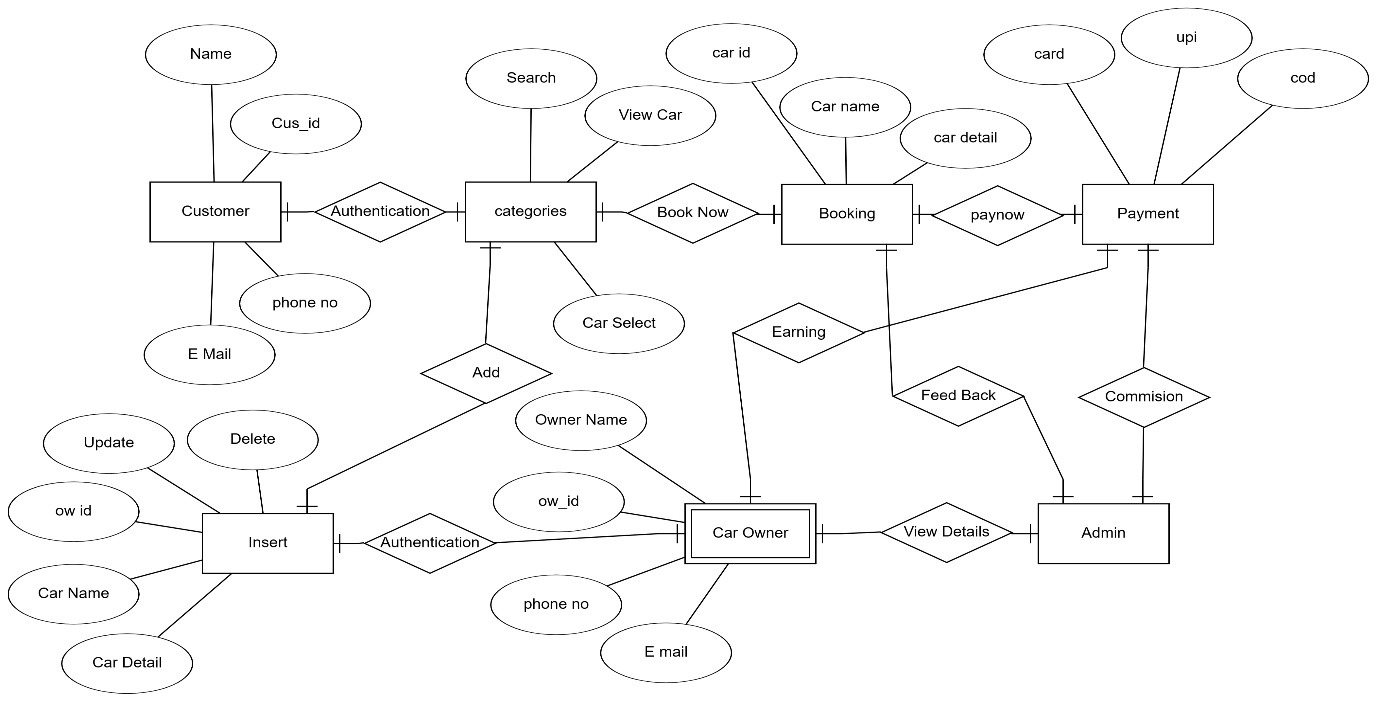 Name
Search
car id
card
upi
cod
Cus_id
View Car
Car name
car detail
Customer
Authentication
categories
Book Now
Booking
paynow
Payment
phone no
E Mail
Car Select
Earning
Add
Feed Back
Commision
Owner Name
Update
Delete
ow id
ow_id
Insert
Authentication
Car Owner
View Details
Admin
Car Name
phone no
Car Detail
E mail